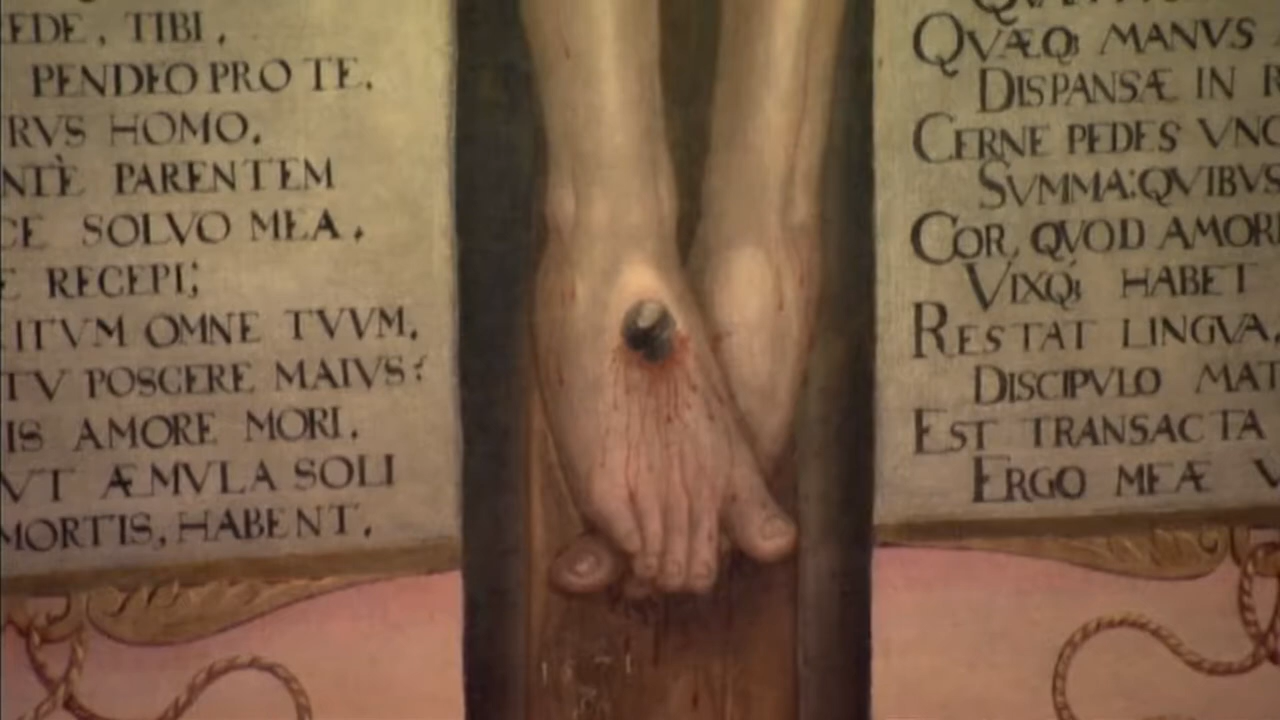 EDE, TIBI.
PENDEO PRO TE.
RVS HOMO.
NTÈ PARENTEM
CE SOLVO MEA.
E RECEPI;
ITVM OMNE TVVM.
TV POSCERE MAIVS?
IS AMORE MORI.
VT ÆMVLA SOLI
MORTIS, HABENT.
QVÆQ; MANVS
DISPANSÆ IN R
CERNE PEDES VNC
SVMMA: QVIBVS
COR, QVOD AMOR
VIXQ; HABET
RESTAT LINGVA.
DISCIPVLO MAT
EST TRANSACTA
ERGO MEÆ V